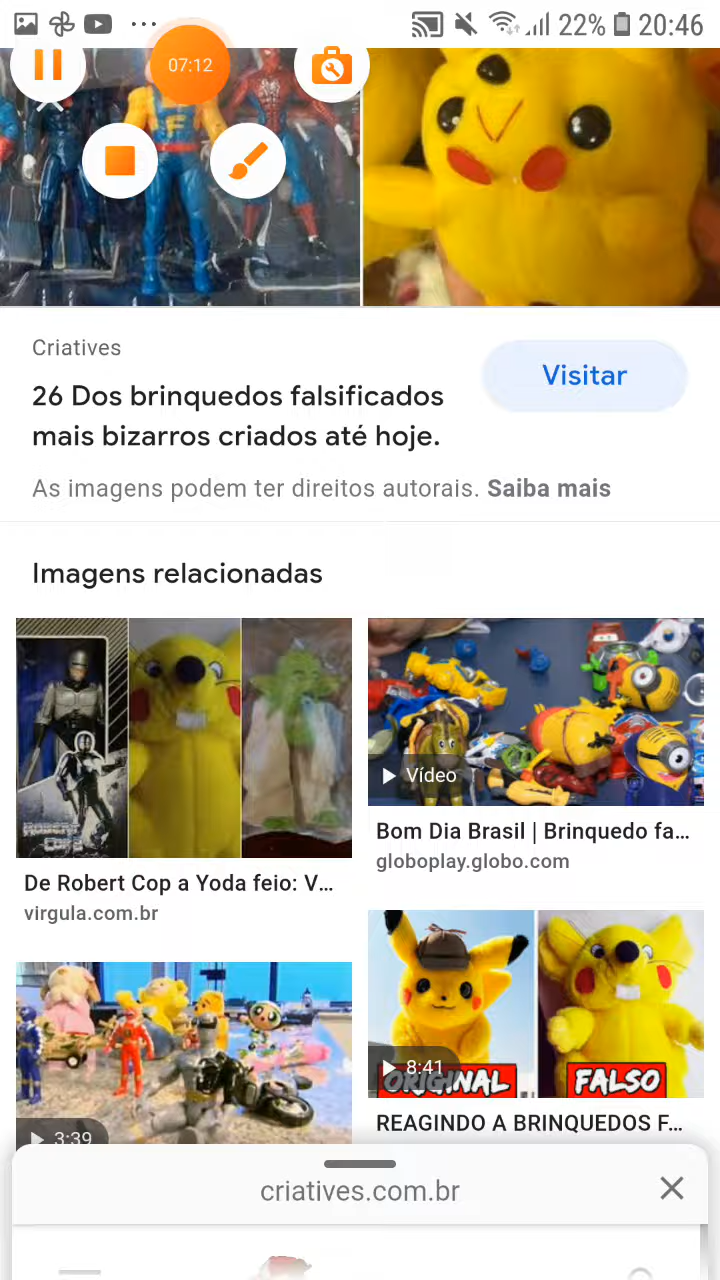 22% 20:46
07:12
F
Criatives
Visitar
26 Dos brinquedos falsificados
mais bizarros criados até hoje.
As imagens podem ter direitos autorais. Saiba mais
Imagens relacionadas
ROBERT
COP
Vídeo
De Robert Cop a Yoda feio: V...
virgula.com.br
Bom Dia Brasil | Brinquedo fa...
globoplay.globo.com
8:41
ORIGINAL
FALSO
REAGINDO A BRINQUEDOS F...
3:39
criatives.com.br